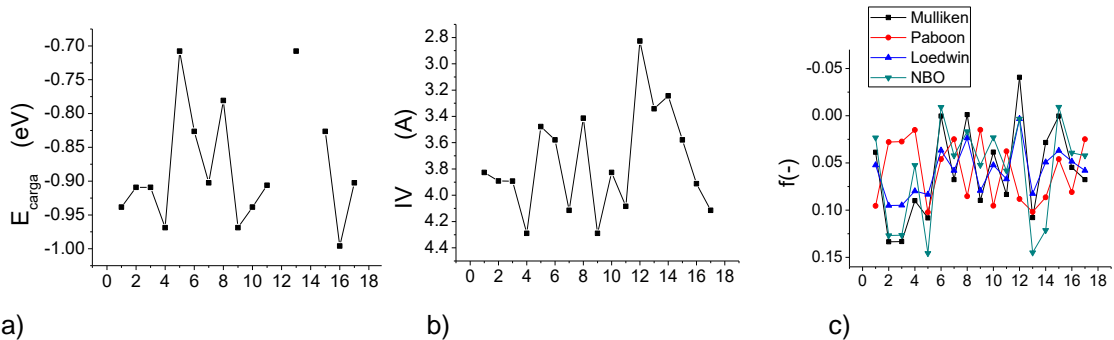 Mulliken
Paboon
Loedwin
NBO
-0.70
-0.75
-0.80
-0.85
-0.90
-0.95
-1.00
E_carga (eV)
0 2 4 6 8 10 12 14 16 18
a)
2.8
3.0
3.2
3.4
3.6
3.8
4.0
4.2
4.4
IV (A)
0 2 4 6 8 10 12 14 16 18
b)
-0.05
0.00
0.05
0.10
0.15
f(-)
0 2 4 6 8 10 12 14 16 18
c)